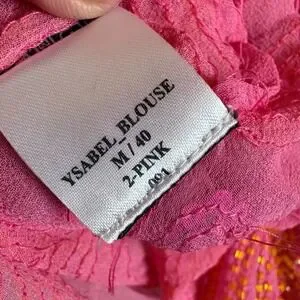 YSABEL_BLOUSE
M / 40
2-PINK
001